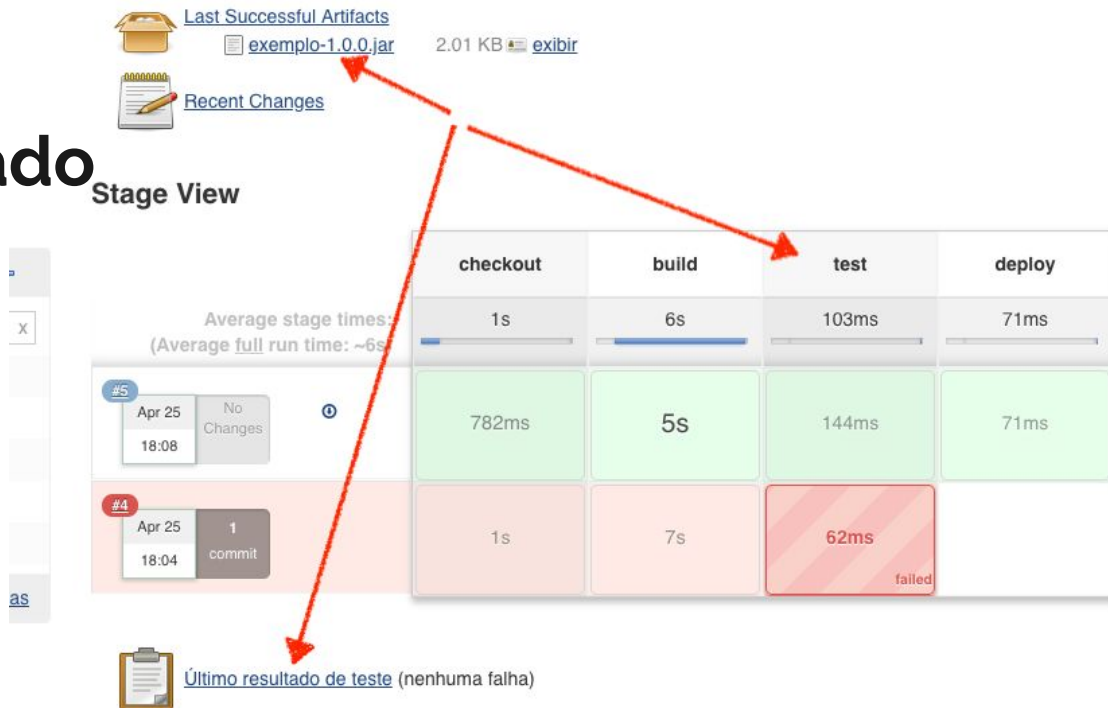 Last Successful Artifacts
exemplo-1.0.0.jar 2.01 KB exibir
Recent Changes
ado
Stage View
checkout build test deploy
Average stage times: 1s 6s 103ms 71ms
(Average full run time: ~6s)
x
#5
Apr 25 No
Changes
18:08
782ms 5s 144ms 71ms
#4
Apr 25 1
commit
18:04
1s 7s 62ms
failed
as
Último resultado de teste (nenhuma falha)